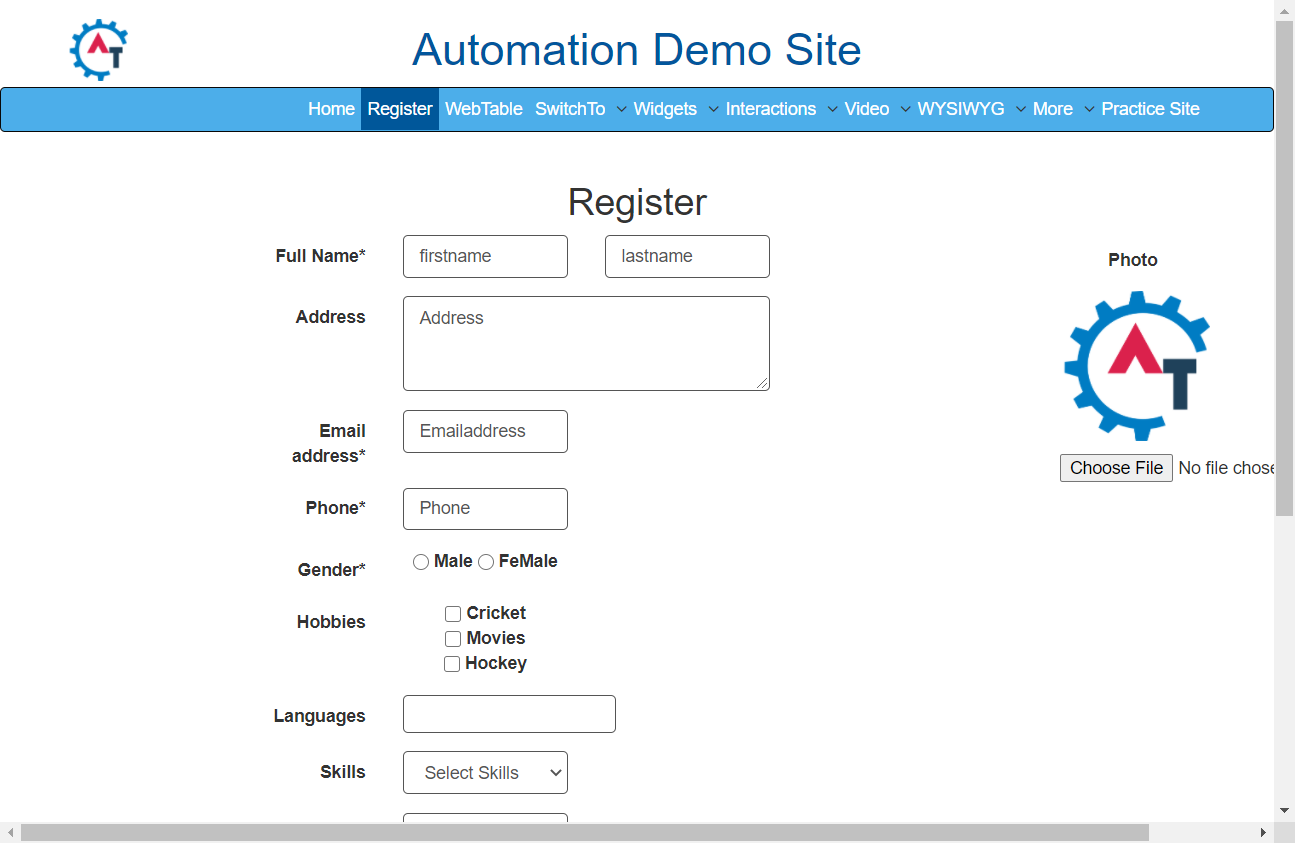 AT
Automation Demo Site
Home Register WebTable SwitchTo Widgets Interactions Video WYSIWYG More Practice Site
Register
Full Name* firstname lastname
Photo
Address Address
AT
Email address* Emailaddress
Choose File No file chose
Phone* Phone
Gender* Male FeMale
Hobbies Cricket
Movies
Hockey
Languages
Skills Select Skills